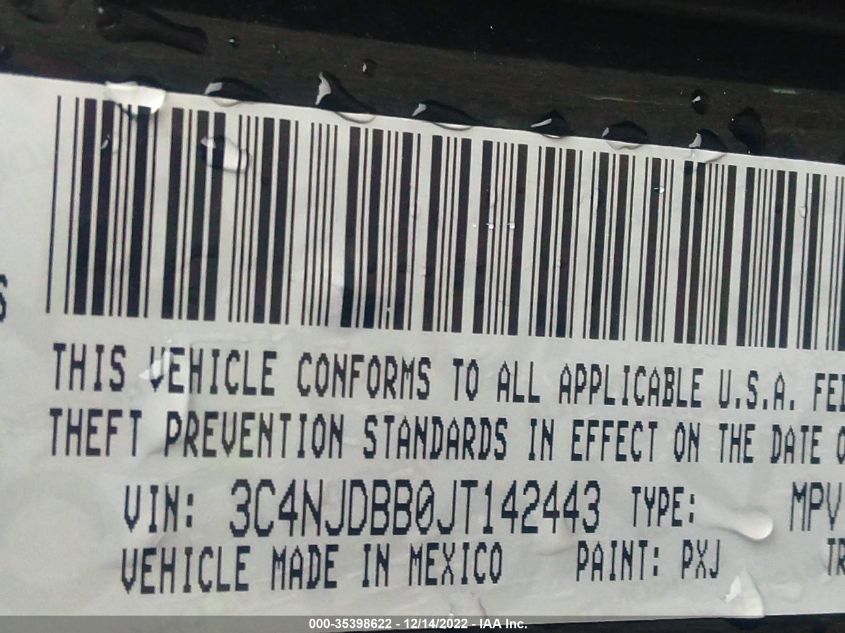 S
THIS VEHICLE CONFORMS TO ALL APPLICABLE U.S.A.
THEFT PREVENTION STANDARDS IN EFFECT ON THE DATE
VIN: 3C4NJDBB0JT142443 TYPE: MPV
VEHICLE MADE IN MEXICO PAINT: PXJ
000-35398622 - 12/14/2022 - IAA Inc.